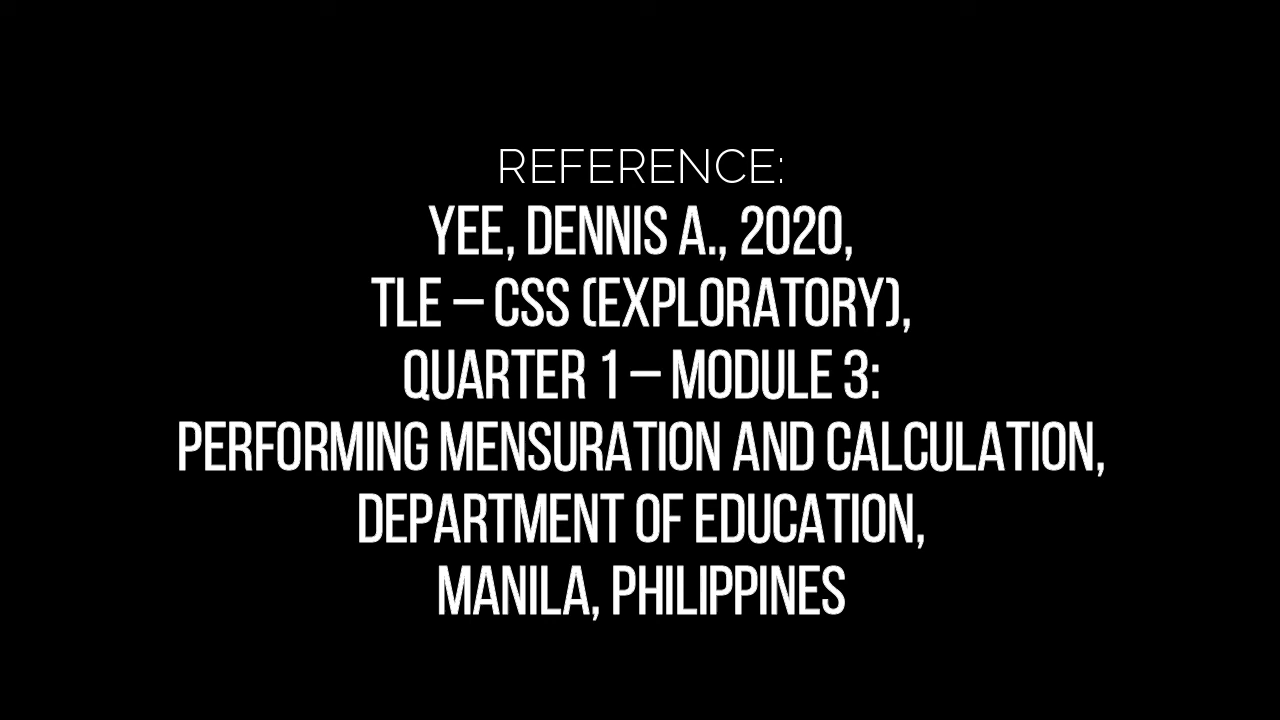 REFERENCE:
YEE, DENNIS A., 2020,
TLE – CSS (EXPLORATORY),
QUARTER 1 – MODULE 3:
PERFORMING MENSURATION AND CALCULATION,
DEPARTMENT OF EDUCATION,
MANILA, PHILIPPINES